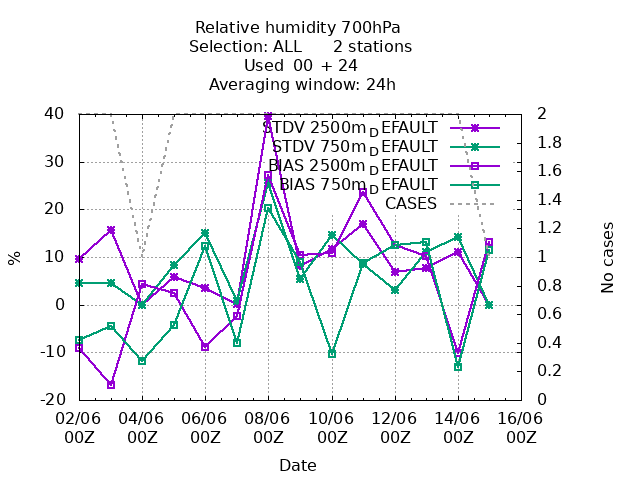 Relative humidity 700hPa
Selection: ALL 2 stations
Used 00 + 24
Averaging window: 24h
STDV 2500m_DEFAULT
STDV 750m_DEFAULT
BIAS 2500m_DEFAULT
BIAS 750m_DEFAULT
CASES
40
30
20
10
0
-10
-20
%
2
1.8
1.6
1.4
1.2
1
0.8
0.6
0.4
0.2
0
No cases
02/06 04/06 06/06 08/06 10/06 12/06 14/06 16/06
00Z 00Z 00Z 00Z 00Z 00Z 00Z 00Z
Date